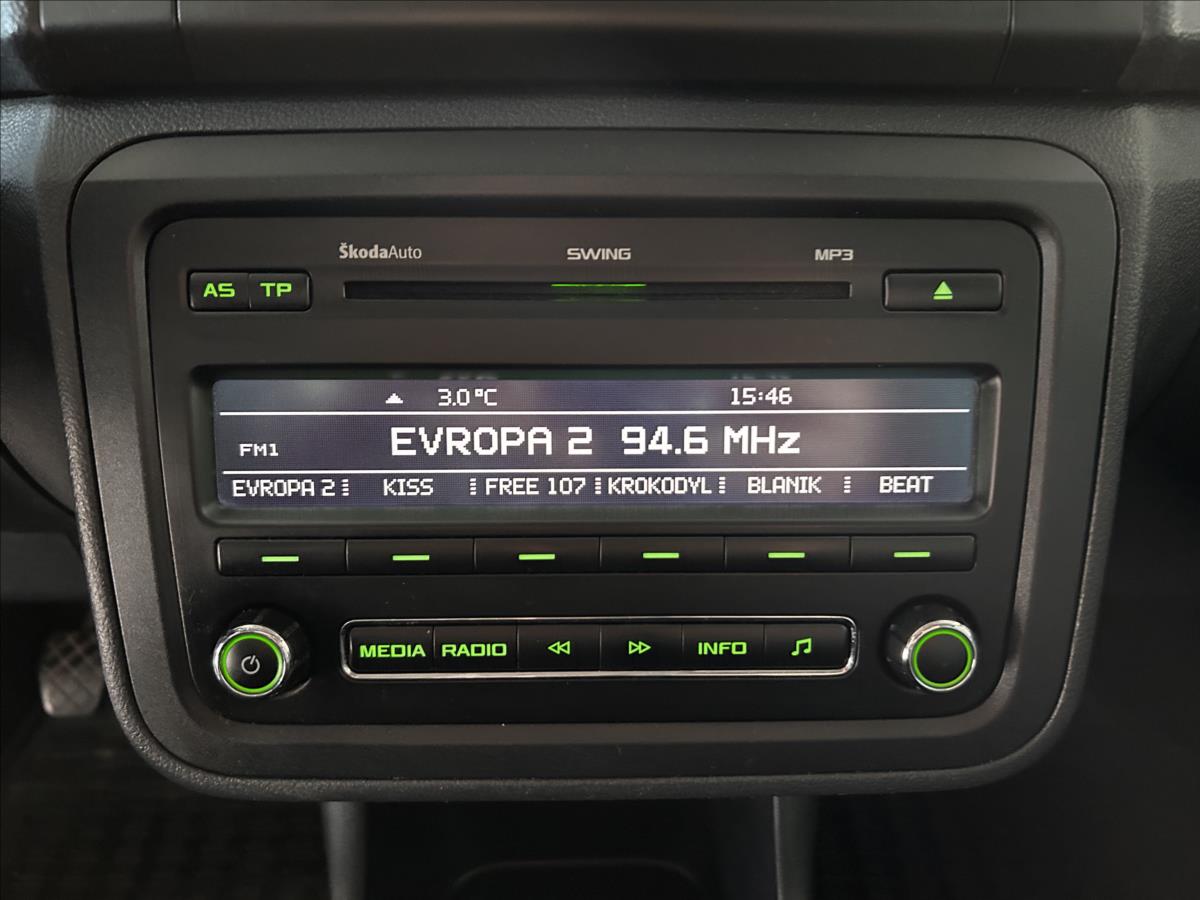 ŠkodaAuto SWING MP3
AS TP
3.0 °C 15:46
FM1 EVROPA 2 94.6 MHz
EVROPA 2 KISS FREE 107 KROKODYL BLANIK BEAT
MEDIA RADIO INFO